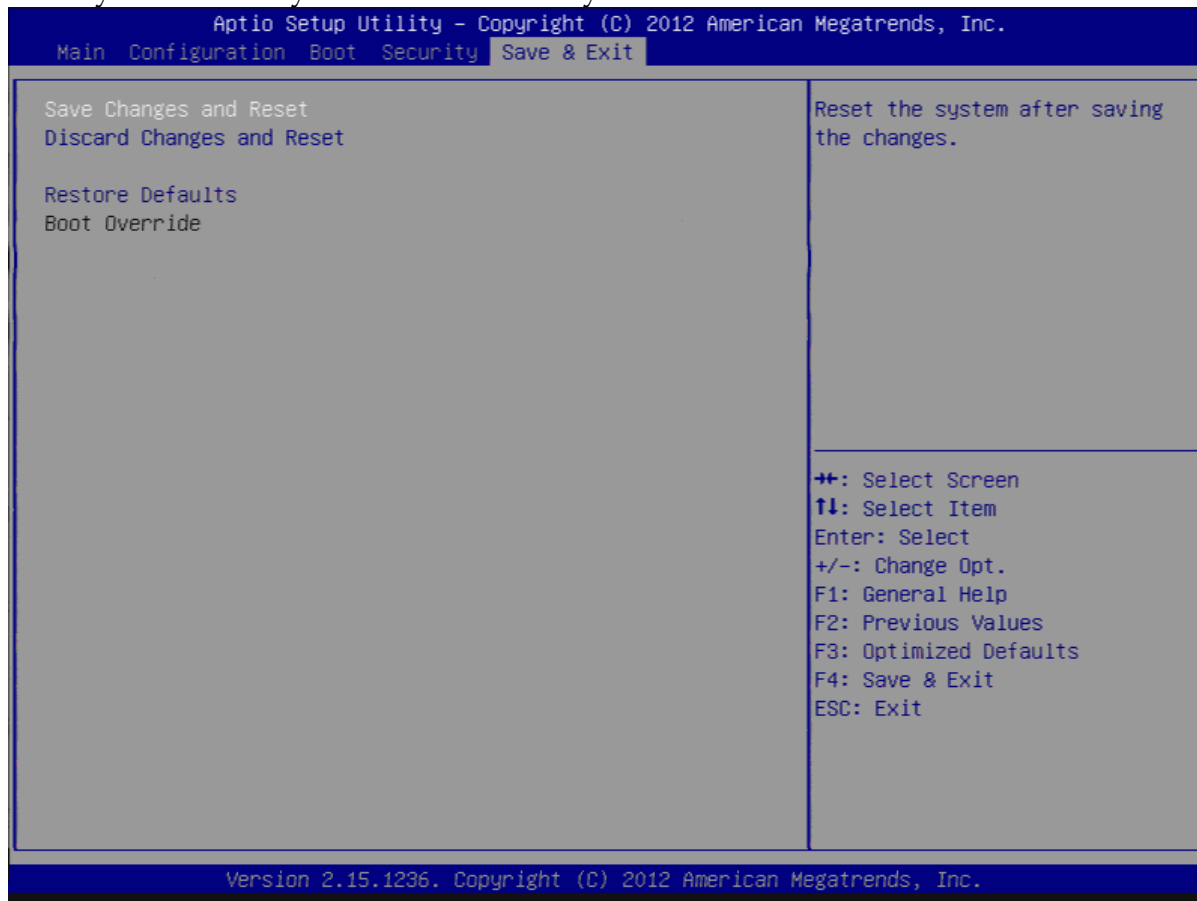 Aptio Setup Utility – Copyright (C) 2012 American Megatrends, Inc.
Main Configuration Boot Security Save & Exit
Save Changes and Reset
Discard Changes and Reset
Restore Defaults
Boot Override
Reset the system after saving
the changes.
→←: Select Screen
↑↓: Select Item
Enter: Select
+/-: Change Opt.
F1: General Help
F2: Previous Values
F3: Optimized Defaults
F4: Save & Exit
ESC: Exit
Version 2.15.1236. Copyright (C) 2012 American Megatrends, Inc.